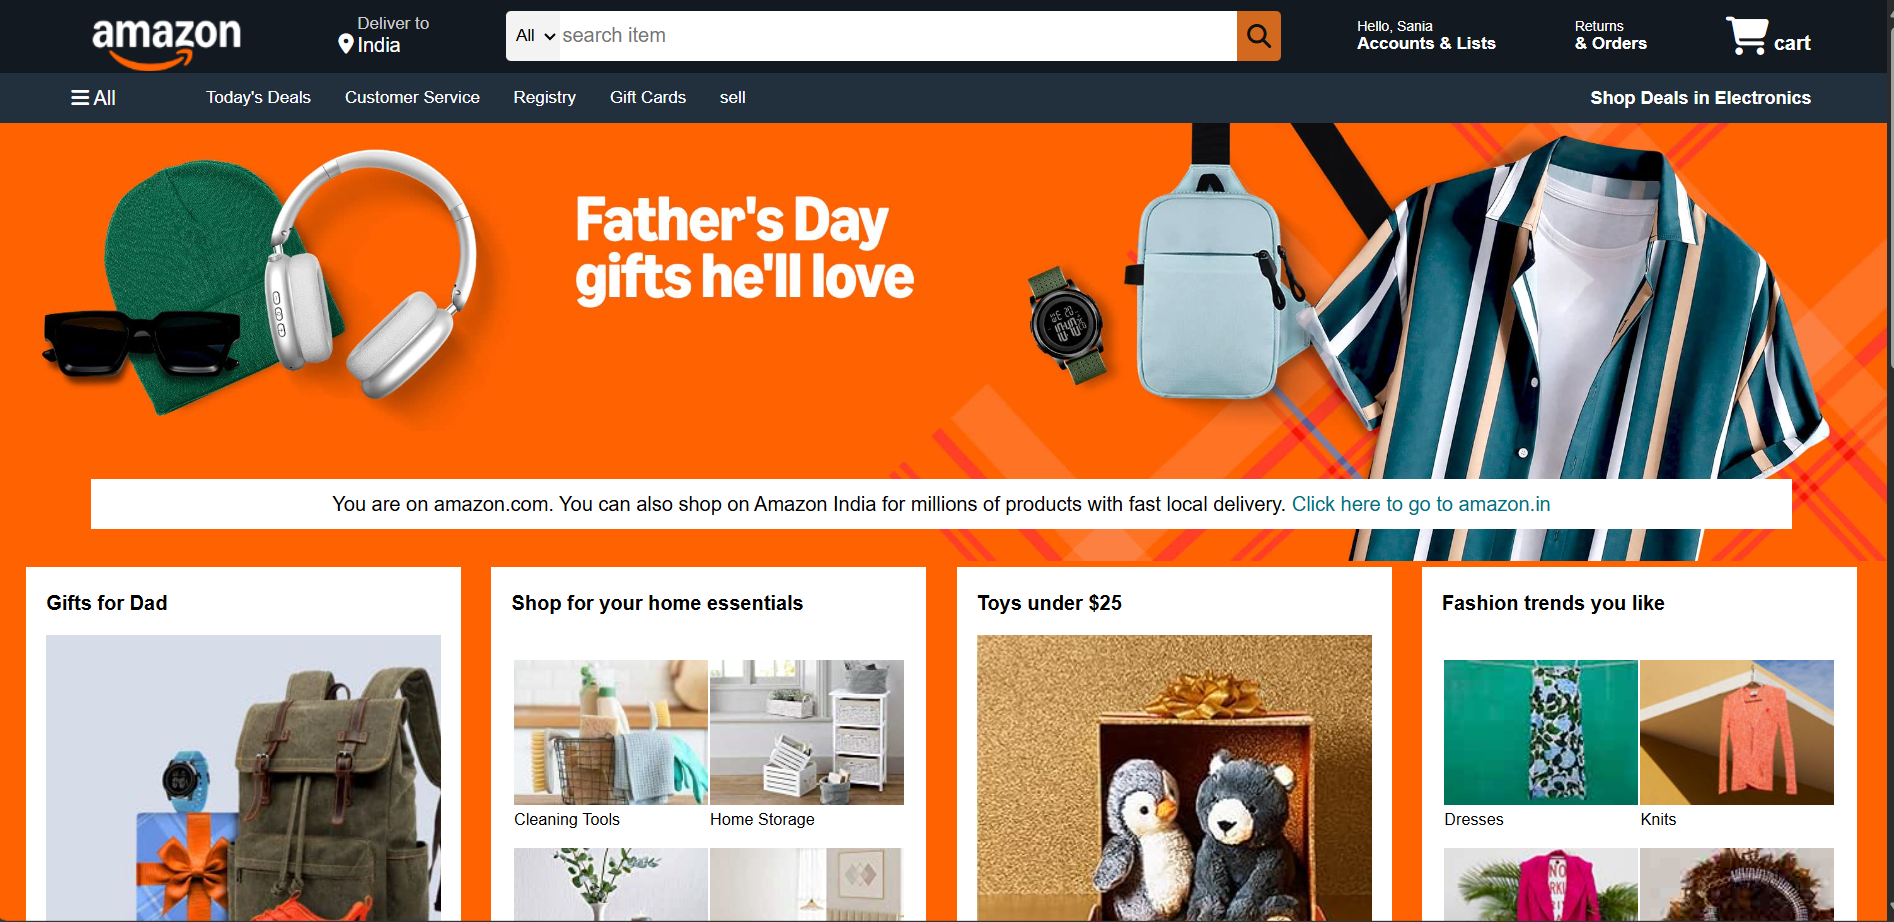 amazon
Deliver to
India
All
search item
Hello, Sania
Accounts & Lists
Returns
& Orders
cart
All
Today's Deals
Customer Service
Registry
Gift Cards
sell
Shop Deals in Electronics
Father's Day
gifts he'll love
WE 20
You are on amazon.com. You can also shop on Amazon India for millions of products with fast local delivery. Click here to go to amazon.in
Gifts for Dad
Shop for your home essentials
Toys under $25
Fashion trends you like
Cleaning Tools
Home Storage
Dresses
Knits
NO